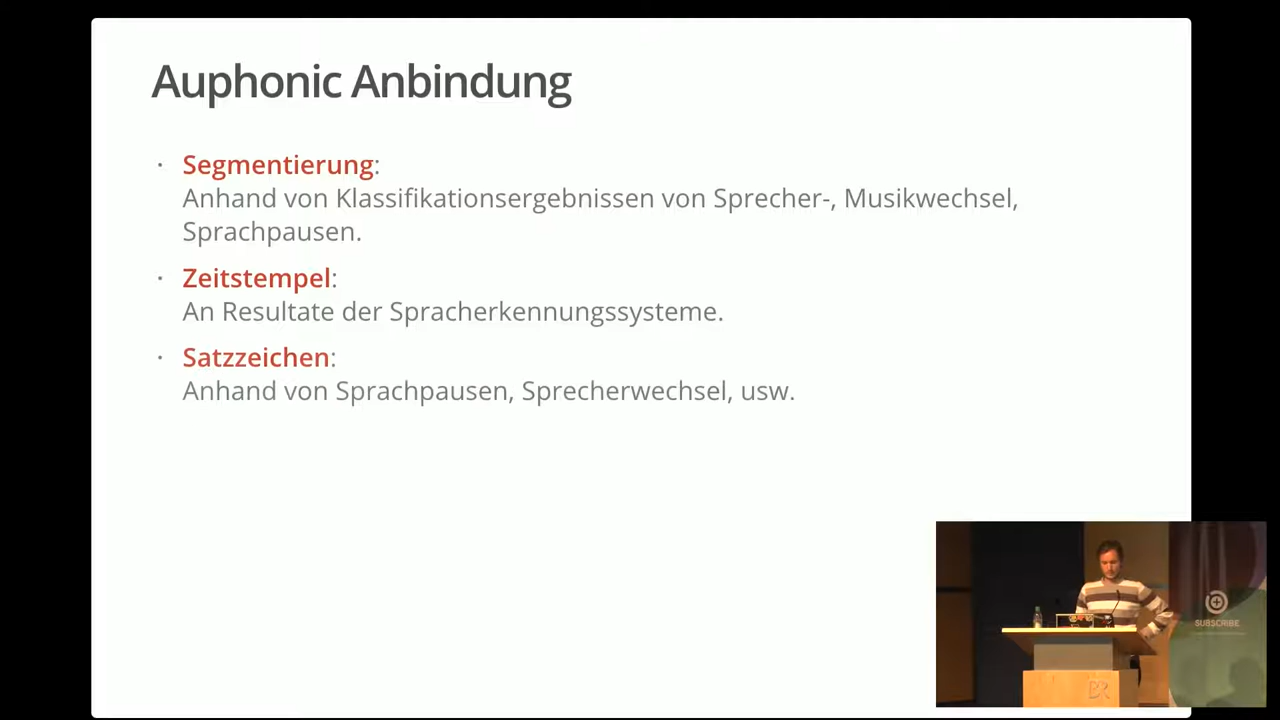 Auphonic Anbindung
· Segmentierung:
Anhand von Klassifikationsergebnissen von Sprecher-, Musikwechsel,
Sprachpausen.
· Zeitstempel:
An Resultate der Spracherkennungssysteme.
· Satzzeichen:
Anhand von Sprachpausen, Sprecherwechsel, usw.
SUBSCRIBE
BR